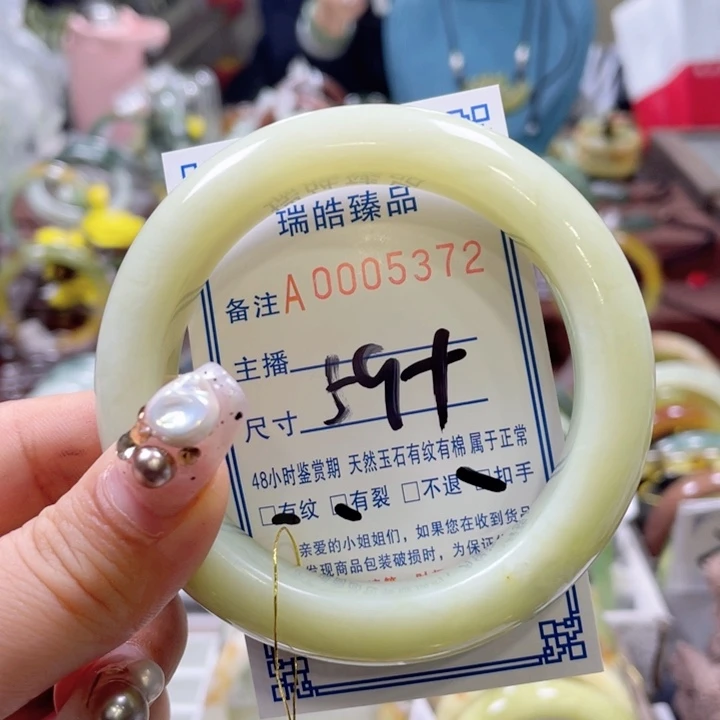 瑞皓臻品
备注A0005372
主播
尺寸 59+
48小时鉴赏期 天然玉石有纹有棉 属于正常
□有纹 □有裂 □不退 □扣手
亲爱的小姐姐们，如果您在收到货品
发现商品包装破损时，为保证